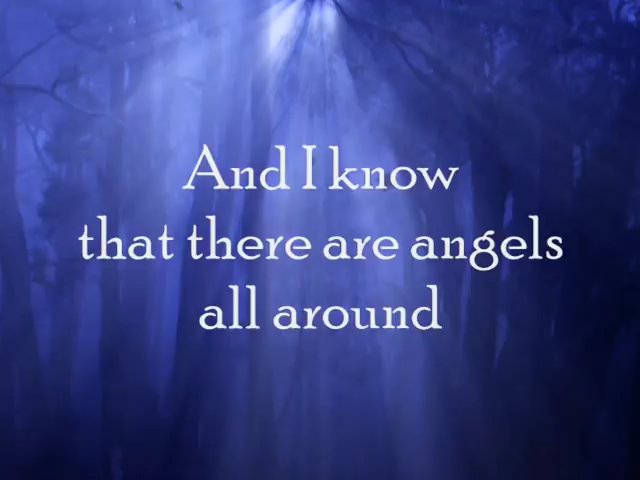 And I know
that there are angels
all around